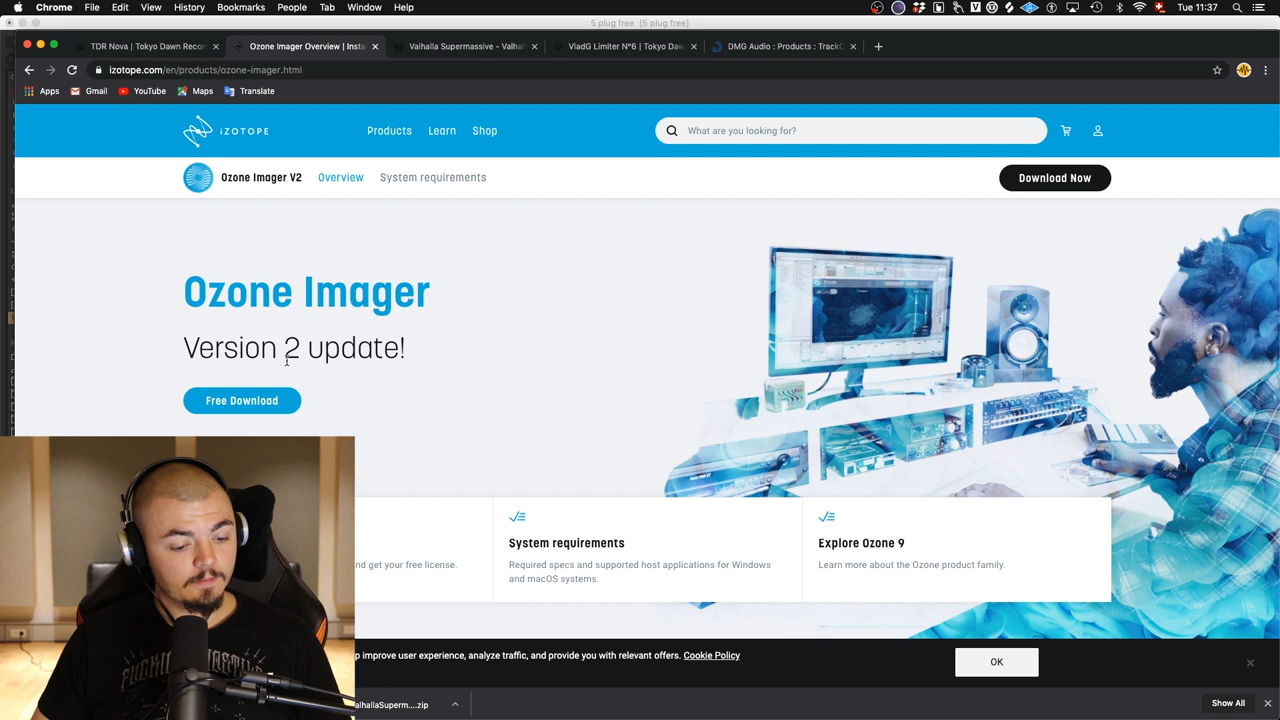 Chrome File Edit View History Bookmarks People Tab Window Help
Tue 11:37
5 plug free [5 plug free]
TDR Nova | Tokyo Dawn Recor
Ozone Imager Overview | Insta
Valhalla Supermassive - Valhal
VladG Limiter N°6 | Tokyo Daw
DMG Audio : Products : TrackC
izotope.com/en/products/ozone-imager.html
Apps Gmail YouTube Maps Translate
iZOTOPE
Products Learn Shop
What are you looking for?
Ozone Imager V2 Overview System requirements
Download Now
Ozone Imager
Version 2 update!
Free Download
nd get your free license.
System requirements
Required specs and supported host applications for Windows
and macOS systems.
Explore Ozone 9
Learn more about the Ozone product family.
p improve user experience, analyze traffic, and provide you with relevant offers. Cookie Policy
OK
alhallaSuperm....zip
Show All